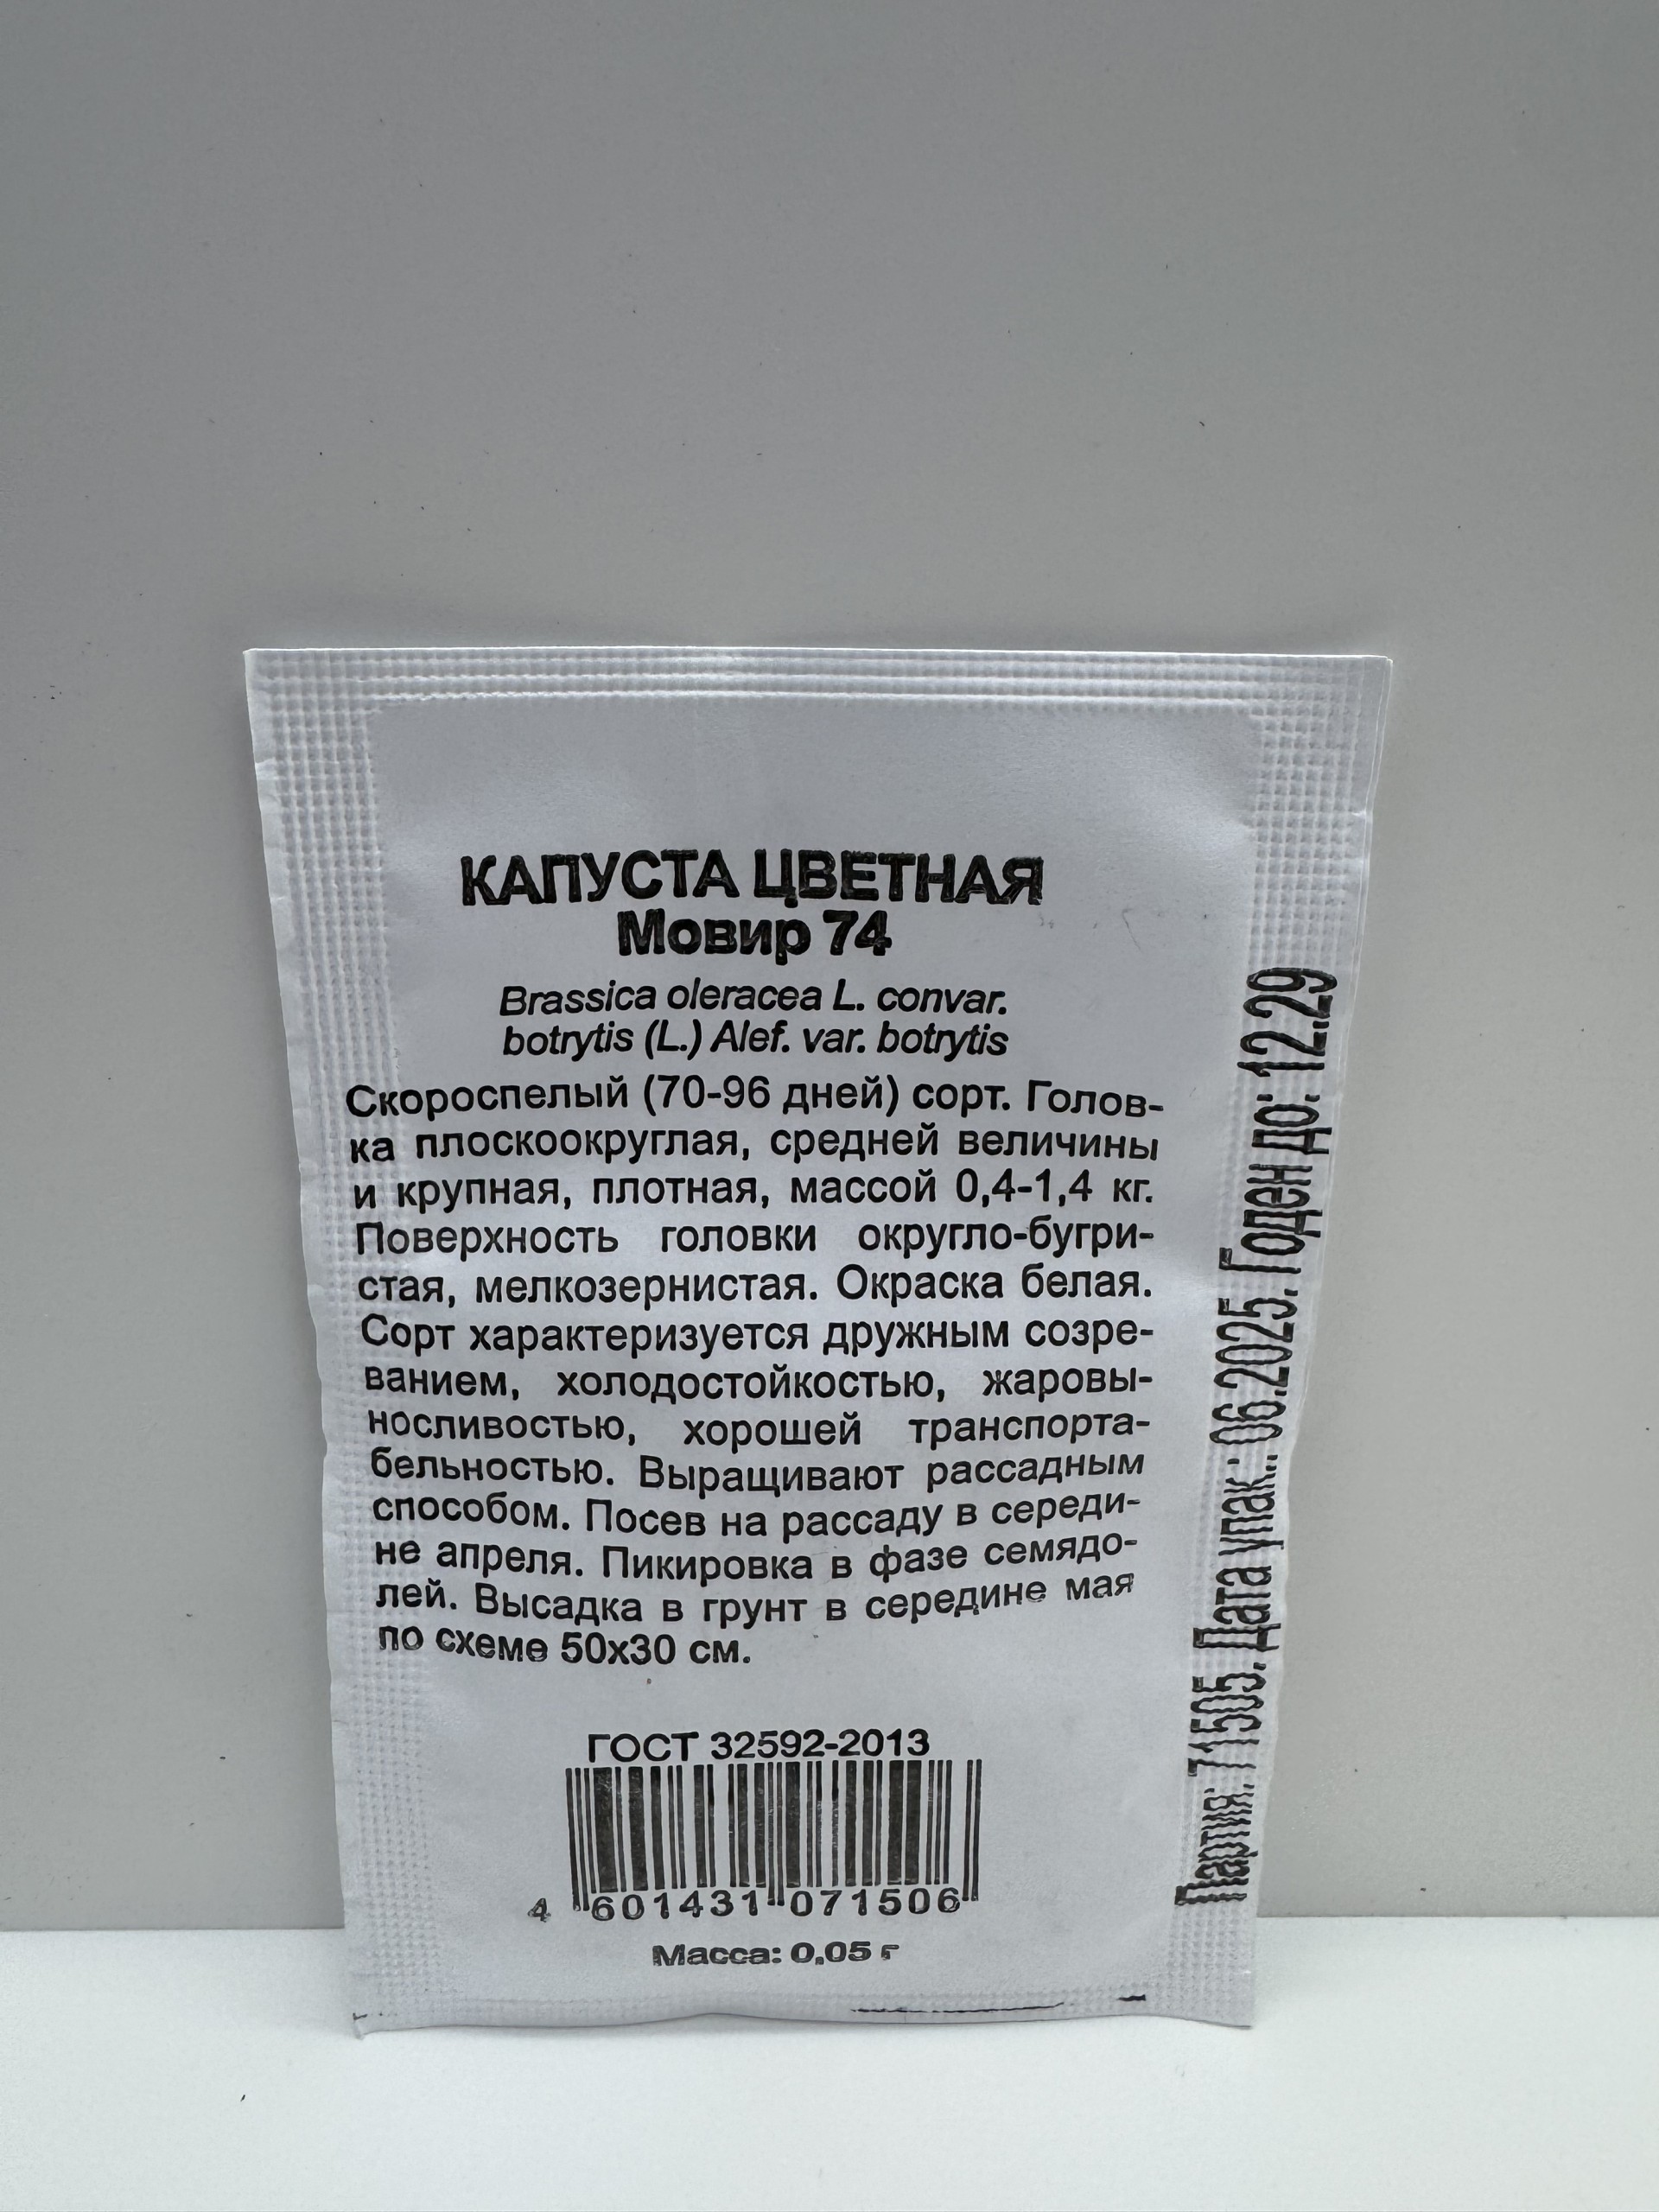 КАПУСТА ЦВЕТНАЯ
Мовир 74
Brassica oleracea L. convar.
botrytis (L.) Alef. var. botrytis
Скороспелый (70-96 дней) сорт. Голов-
ка плоскоокруглая, средней величины
и крупная, плотная, массой 0,4-1,4 кг.
Поверхность головки округло-бугри-
стая, мелкозернистая. Окраска белая.
Сорт характеризуется дружным созре-
ванием, холодостойкостью, жаровы-
носливостью, хорошей транспорта-
бельностью. Выращивают рассадным
способом. Посев на рассаду в середи-
не апреля. Пикировка в фазе семядо-
лей. Высадка в грунт в середине мая
по схеме 50х30 см.
ГОСТ 32592-2013
4 601431 071506
Масса: 0,05 г
Партия: 71505. Дата упак.: 06.2025. Годен до: 12.29